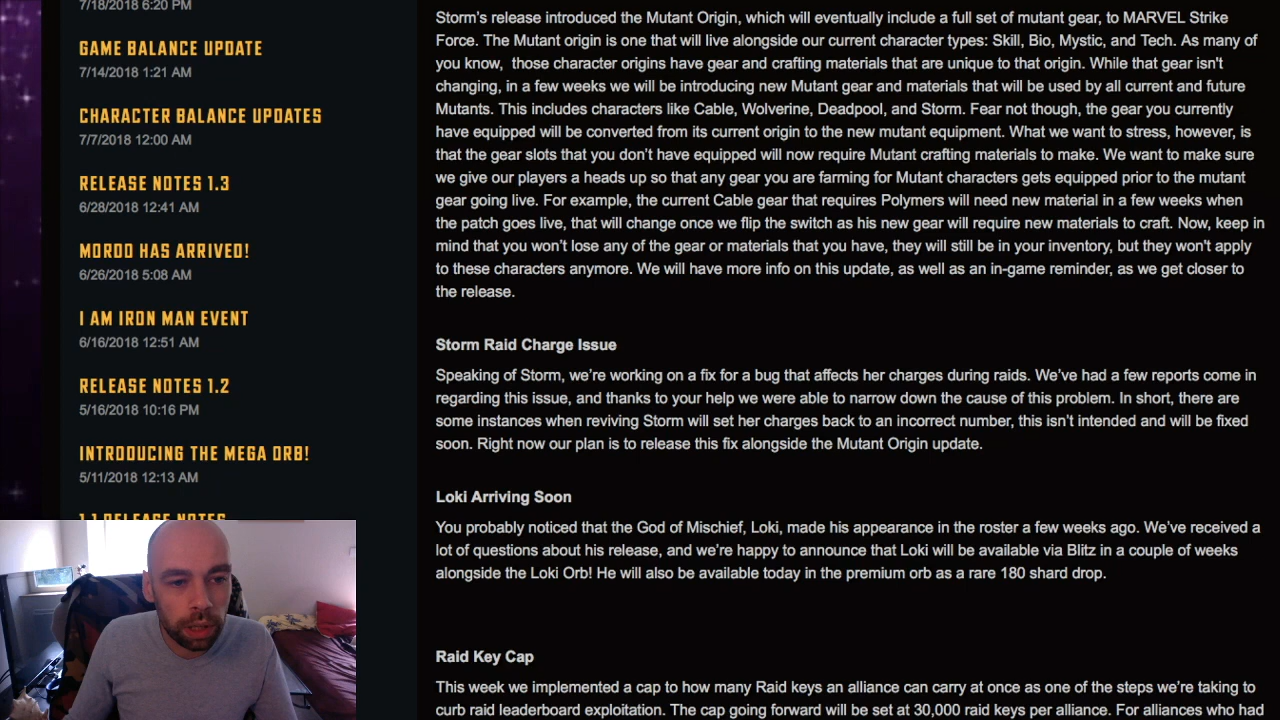 7/18/2018 6:20 PM
GAME BALANCE UPDATE
7/14/2018 1:21 AM
CHARACTER BALANCE UPDATES
7/7/2018 12:00 AM
RELEASE NOTES 1.3
6/28/2018 12:41 AM
MORDO HAS ARRIVED!
6/26/2018 5:08 AM
I AM IRON MAN EVENT
6/16/2018 12:51 AM
RELEASE NOTES 1.2
5/16/2018 10:16 PM
INTRODUCING THE MEGA ORB!
5/11/2018 12:13 AM
1.1 RELEASE NOTES
Storm's release introduced the Mutant Origin, which will eventually include a full set of mutant gear, to MARVEL Strike
Force. The Mutant origin is one that will live alongside our current character types: Skill, Bio, Mystic, and Tech. As many of
you know, those character origins have gear and crafting materials that are unique to that origin. While that gear isn't
changing, in a few weeks we will be introducing new Mutant gear and materials that will be used by all current and future
Mutants. This includes characters like Cable, Wolverine, Deadpool, and Storm. Fear not though, the gear you currently
have equipped will be converted from its current origin to the new mutant equipment. What we want to stress, however, is
that the gear slots that you don't have equipped will now require Mutant crafting materials to make. We want to make sure
we give our players a heads up so that any gear you are farming for Mutant characters gets equipped prior to the mutant
gear going live. For example, the current Cable gear that requires Polymers will need new material in a few weeks when
the patch goes live, that will change once we flip the switch as his new gear will require new materials to craft. Now, keep in
mind that you won't lose any of the gear or materials that you have, they will still be in your inventory, but they won't apply
to these characters anymore. We will have more info on this update, as well as an in-game reminder, as we get closer to
the release.
Storm Raid Charge Issue
Speaking of Storm, we're working on a fix for a bug that affects her charges during raids. We've had a few reports come in
regarding this issue, and thanks to your help we were able to narrow down the cause of this problem. In short, there are
some instances when reviving Storm will set her charges back to an incorrect number, this isn't intended and will be fixed
soon. Right now our plan is to release this fix alongside the Mutant Origin update.
Loki Arriving Soon
You probably noticed that the God of Mischief, Loki, made his appearance in the roster a few weeks ago. We've received a
lot of questions about his release, and we're happy to announce that Loki will be available via Blitz in a couple of weeks
alongside the Loki Orb! He will also be available today in the premium orb as a rare 180 shard drop.
Raid Key Cap
This week we implemented a cap to how many Raid keys an alliance can carry at once as one of the steps we're taking to
curb raid leaderboard exploitation. The cap going forward will be set at 30,000 raid keys per alliance. For alliances who had